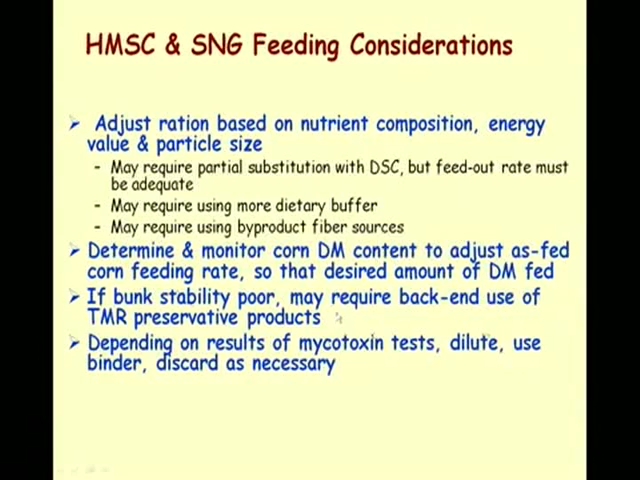 HMSC & SNG Feeding Considerations
➢ Adjust ration based on nutrient composition, energy
value & particle size
- May require partial substitution with DSC, but feed-out rate must
be adequate
- May require using more dietary buffer
- May require using byproduct fiber sources
➢ Determine & monitor corn DM content to adjust as-fed
corn feeding rate, so that desired amount of DM fed
➢ If bunk stability poor, may require back-end use of
TMR preservative products
➢ Depending on results of mycotoxin tests, dilute, use
binder, discard as necessary